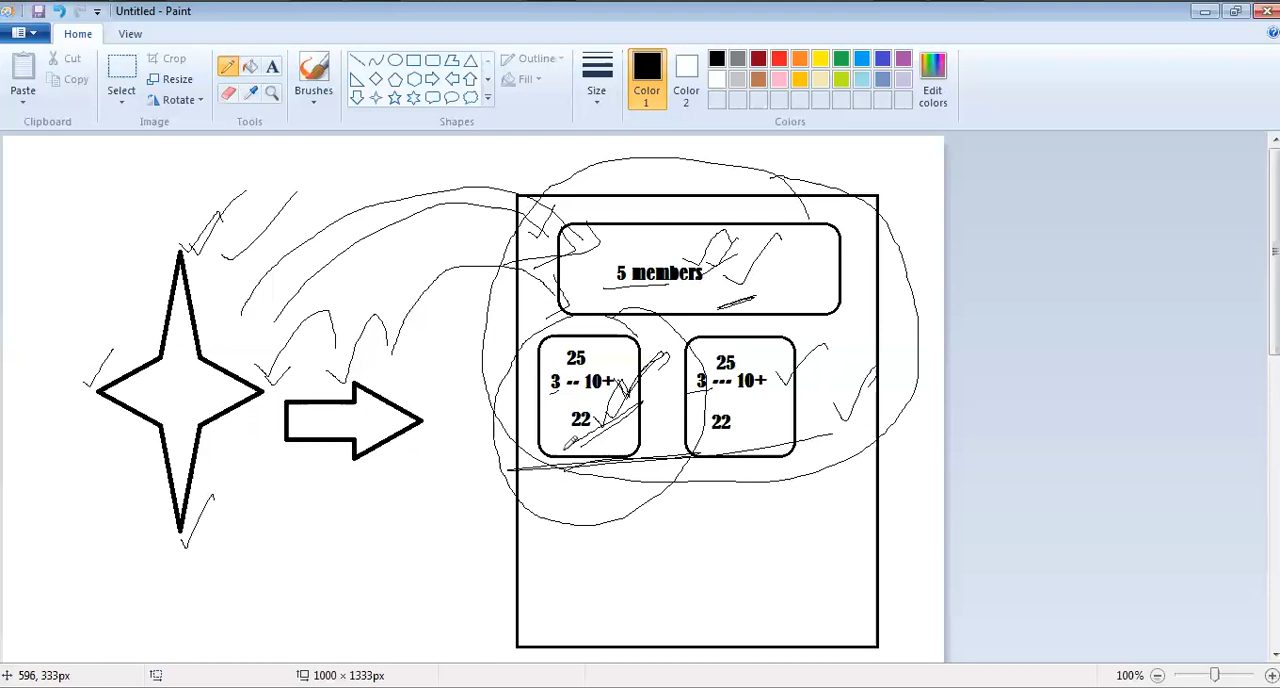 Untitled - Paint
Home View
Paste
Cut
Copy
Clipboard
Select
Crop
Resize
Rotate
Image
A
Tools
Brushes
Shapes
Outline
Fill
Size
Color 1
Color 2
Edit colors
Colors
5 members
25
3 -- 10+
22
25
3 --- 10+
22
596, 333px
1000 × 1333px
100%